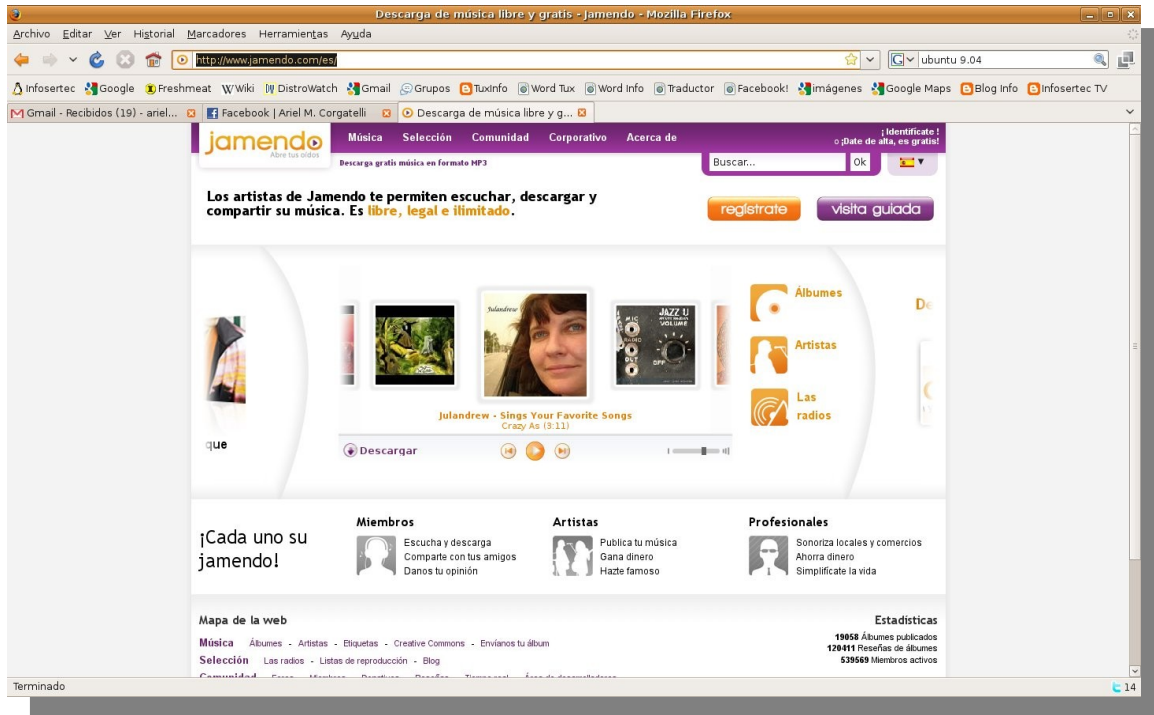 Descarga de música libre y gratis - Jamendo - Mozilla Firefox
Archivo Editar Ver Historial Marcadores Herramientas Ayuda
http://www.jamendo.com/es/
ubuntu 9.04
Infosertec Google Freshmeat Wiki DistroWatch Gmail Grupos TuxInfo Word Tux Word Info Traductor Facebook! imágenes Google Maps Blog Info Infosertec TV
Gmail - Recibidos (19) - ariel... Facebook | Ariel M. Corgatelli Descarga de música libre y g...
jamendo
Abre tus oídos
Música Selección Comunidad Corporativo Acerca de
¡ Identifícate !
o ¡Date de alta, es gratis!
Descarga gratis música en formato MP3
Buscar... Ok
Los artistas de Jamendo te permiten escuchar, descargar y
compartir su música. Es libre, legal e ilimitado.
regístrate visita guiada
Julandrew
JAZZ U
MIC VOLUME
RADIO
OUT OFF
Álbumes
De
Artistas
Las
radios
Julandrew - Sings Your Favorite Songs
Crazy As (3:11)
que
Descargar
¡Cada uno su
jamendo!
Miembros
Escucha y descarga
Comparte con tus amigos
Danos tu opinión
Artistas
Publica tu música
Gana dinero
Hazte famoso
Profesionales
Sonoriza locales y comercios
Ahorra dinero
Simplifícate la vida
Mapa de la web
Música Álbumes - Artistas - Etiquetas - Creative Commons - Envíanos tu álbum
Selección Las radios - Listas de reproducción - Blog
Estadísticas
19058 Álbumes publicados
120411 Reseñas de álbumes
539569 Miembros activos
Terminado
14